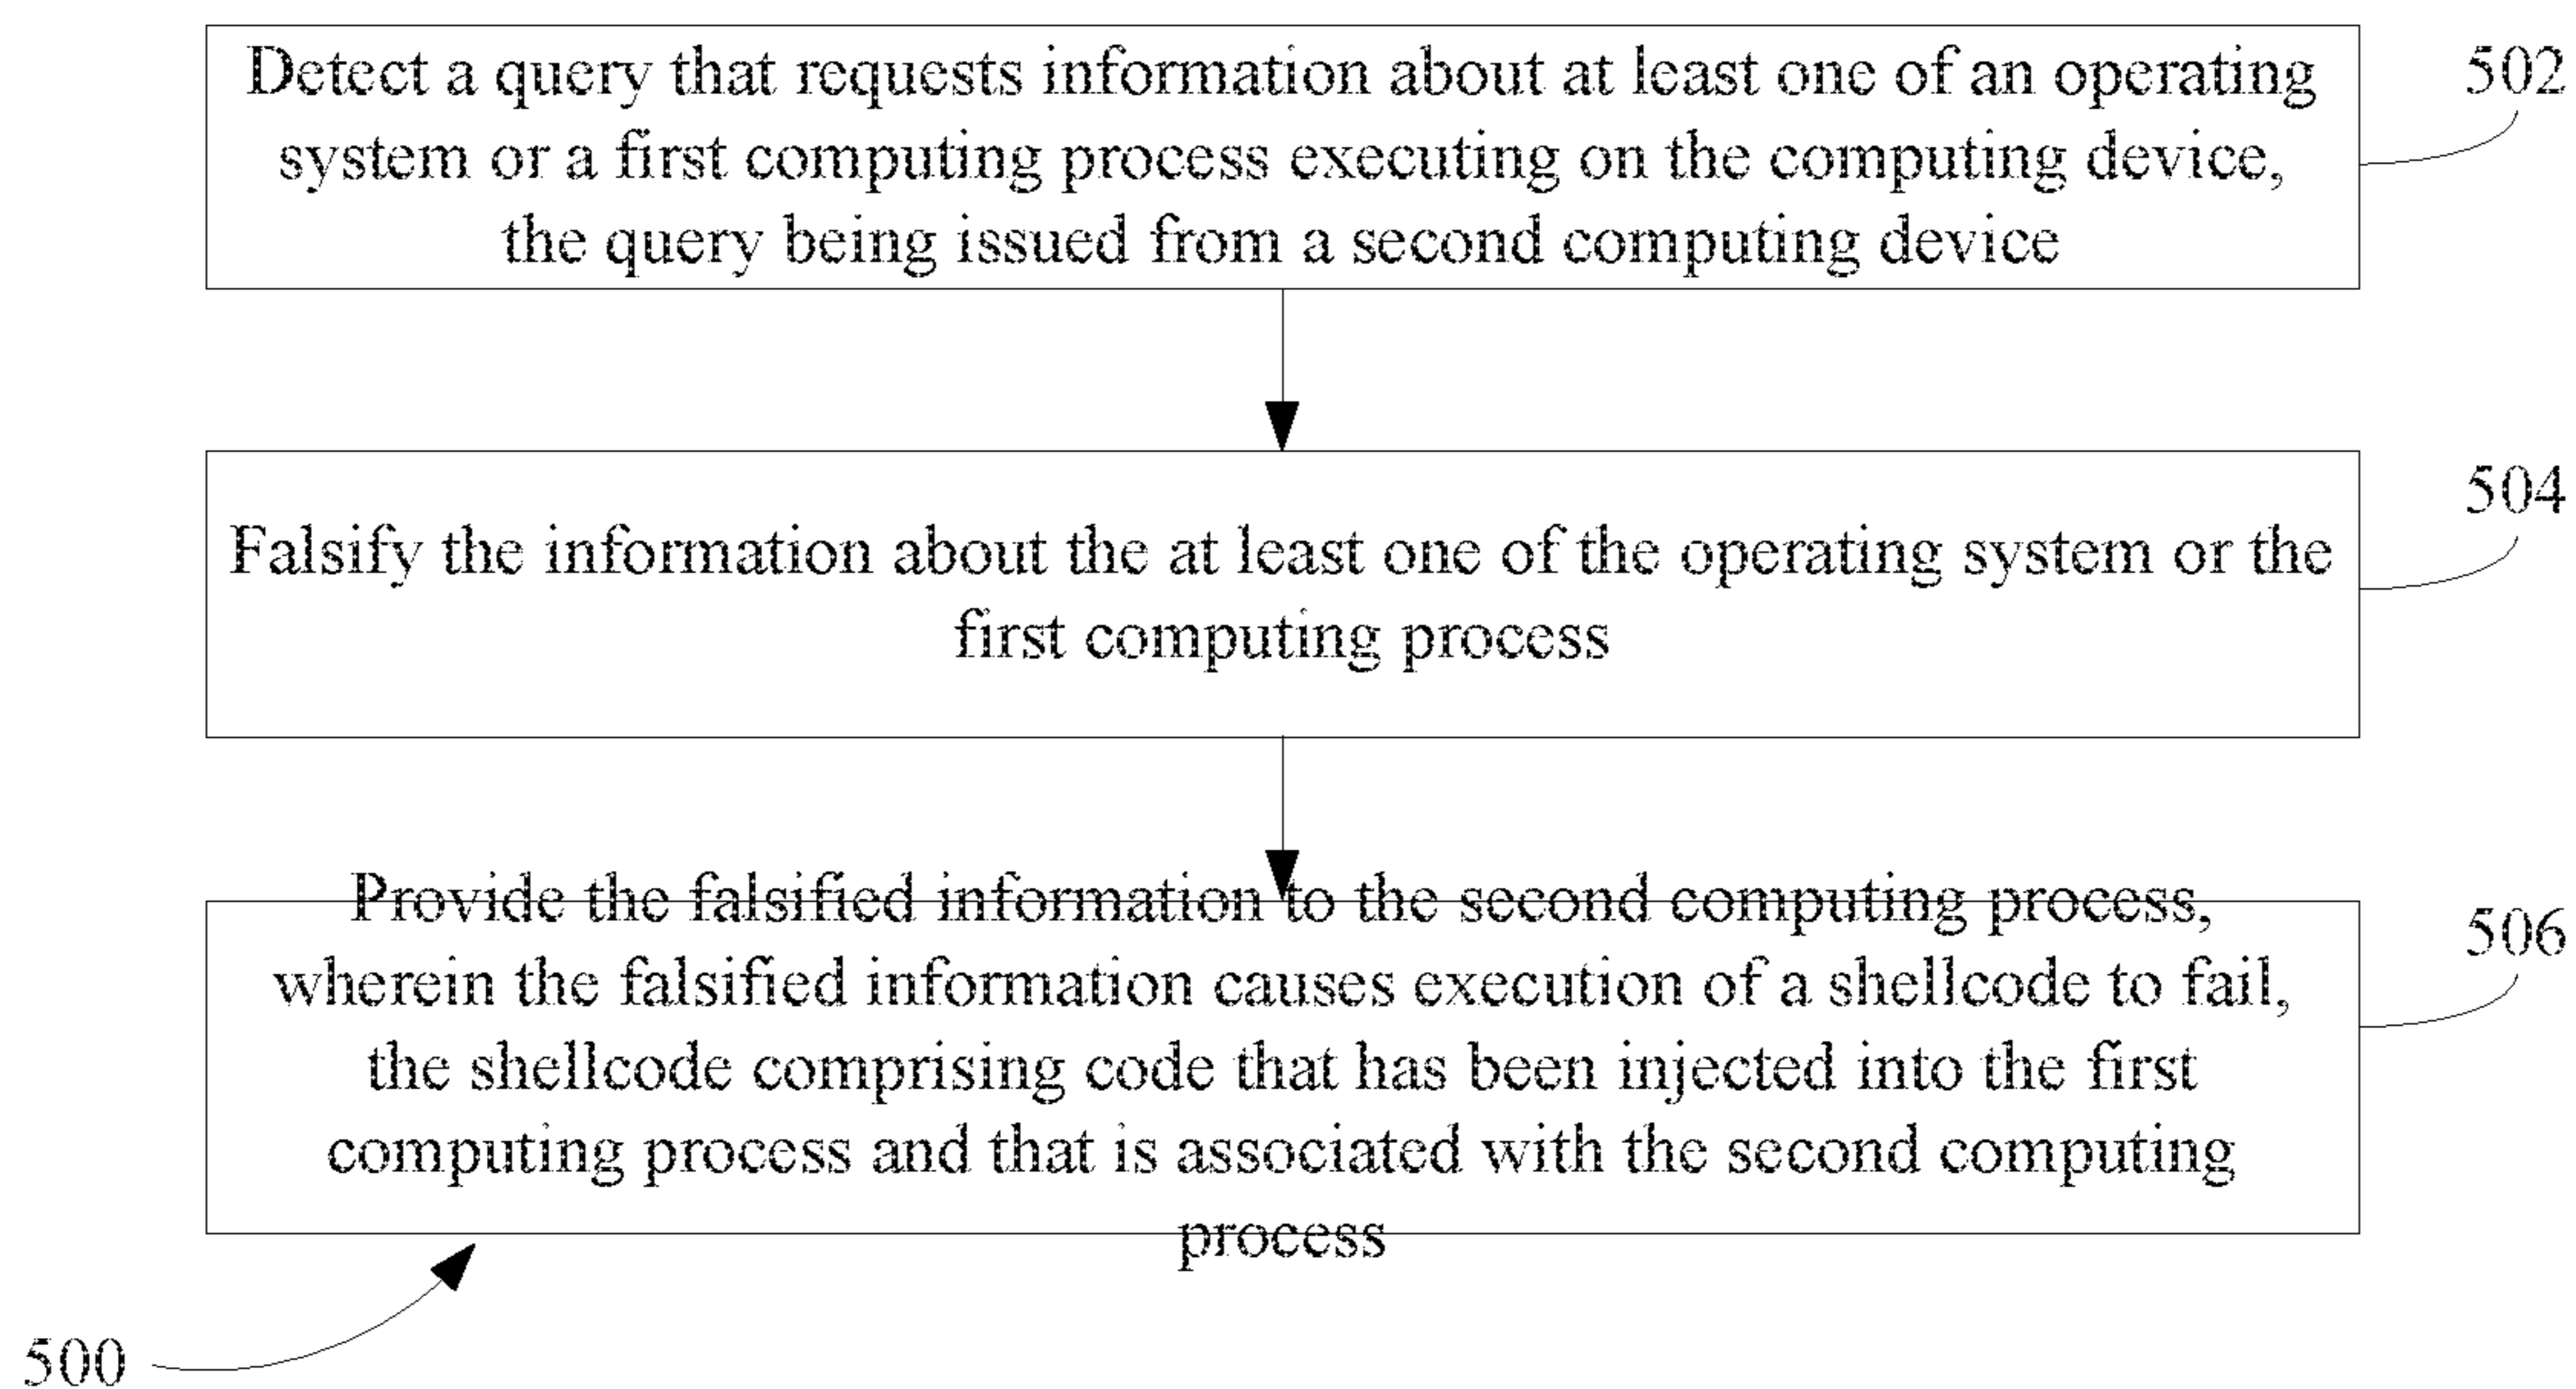 Detect a query that requests information about at least one of an operating
system or a first computing process executing on the computing device,
the query being issued from a second computing device
502
Falsify the information about the at least one of the operating system or the
first computing process
504
Provide the falsified information to the second computing process,
wherein the falsified information causes execution of a shellcode to fail,
the shellcode comprising code that has been injected into the first
computing process and that is associated with the second computing
process
506
500